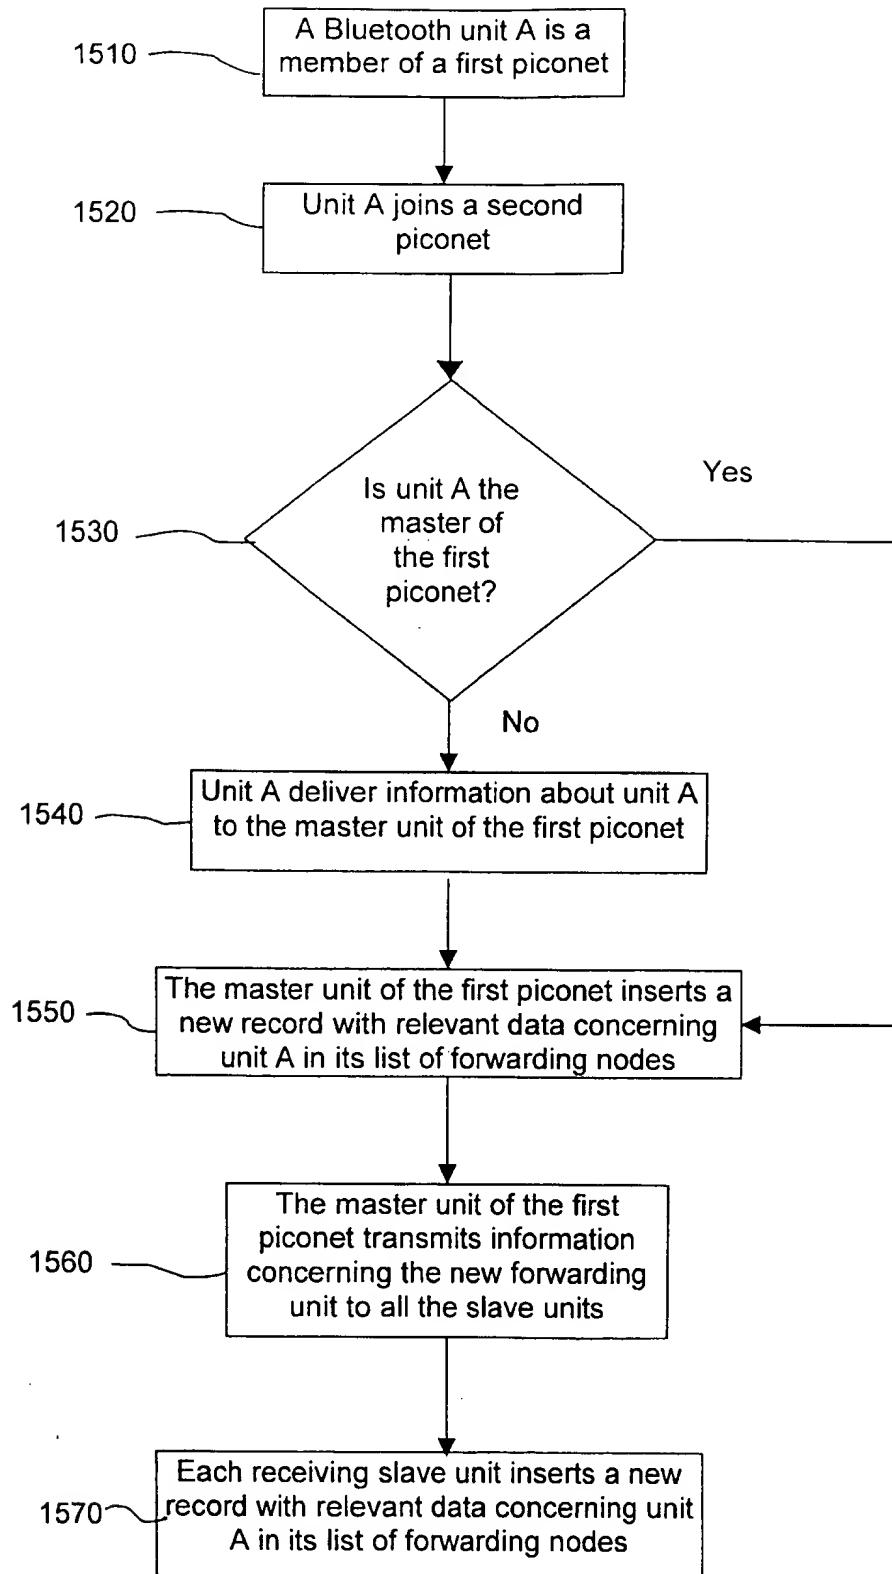 A Bluetooth unit A is a
member of a first piconet
1510
Unit A joins a second
piconet
1520
Yes
Is unit A the
master of
the first
piconet?
1530
No
Unit A deliver information about unit A
to the master unit of the first piconet
1540
The master unit of the first piconet inserts a
new record with relevant data concerning
unit A in its list of forwarding nodes
1550
The master unit of the first
piconet transmits information
concerning the new forwarding
unit to all the slave units
1560
Each receiving slave unit inserts a new
record with relevant data concerning unit
A in its list of forwarding nodes
1570